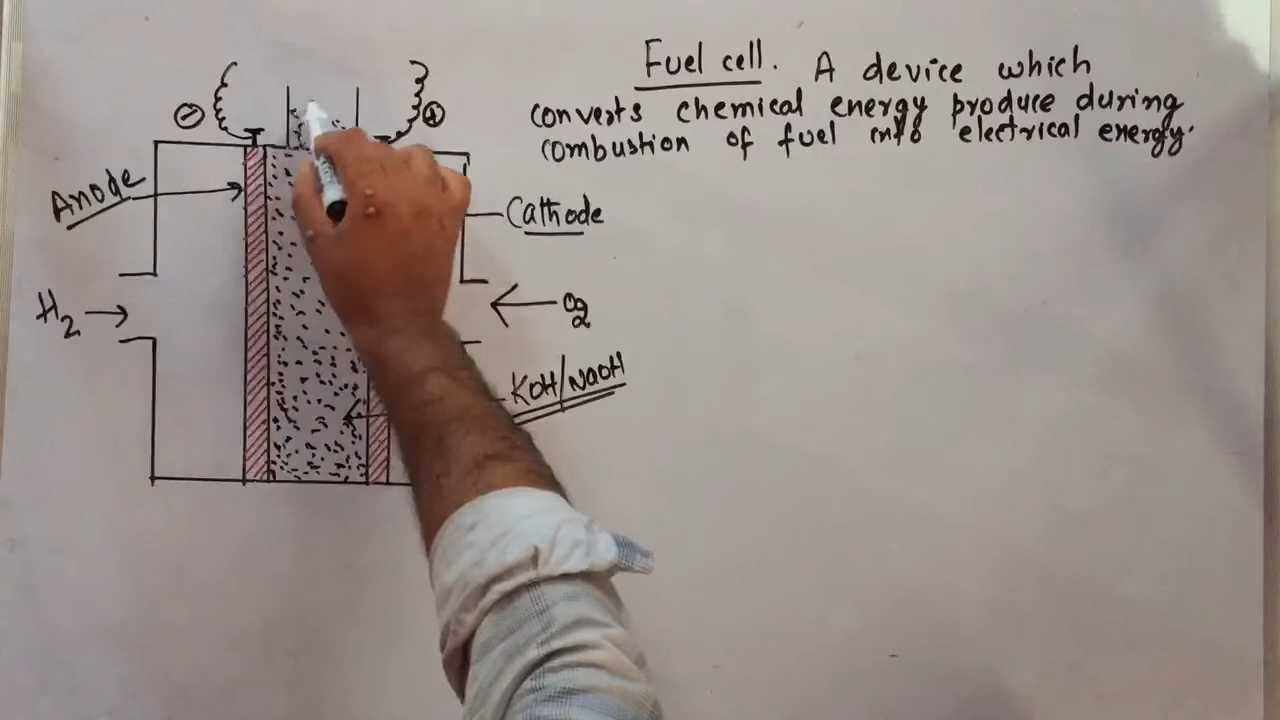 Fuel cell. A device which
converts chemical energy produce during
combustion of fuel into electrical energy.
Anode
Cathode
H2
O2
KOH/NaOH